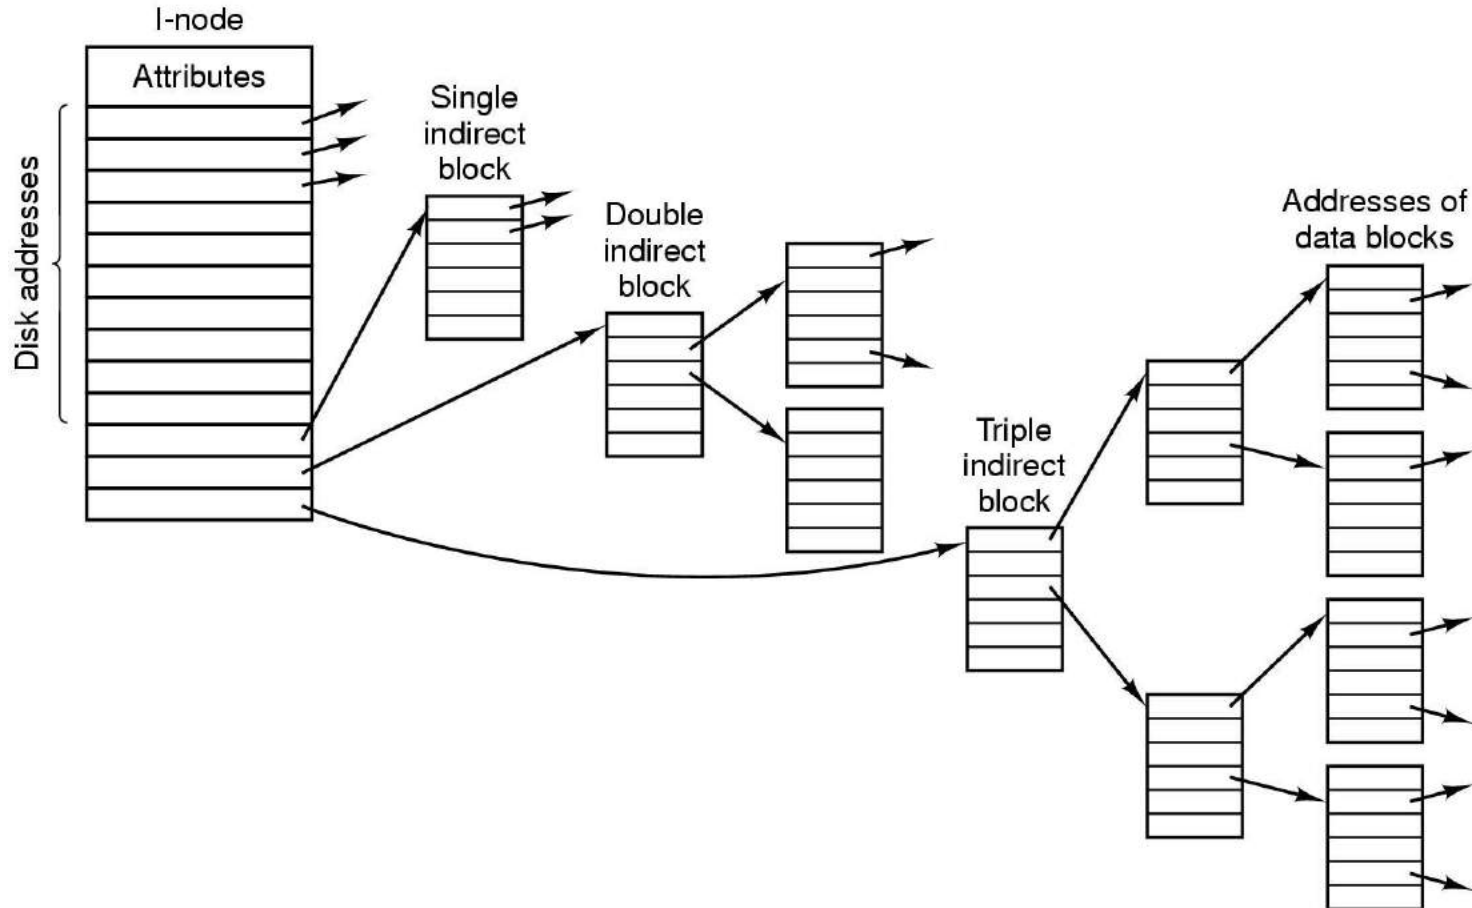 I-node
Attributes
Disk addresses
Single
indirect
block
Double
indirect
block
Triple
indirect
block
Addresses of
data blocks